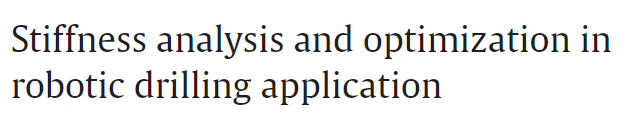 Stiffness analysis and optimization in
robotic drilling application